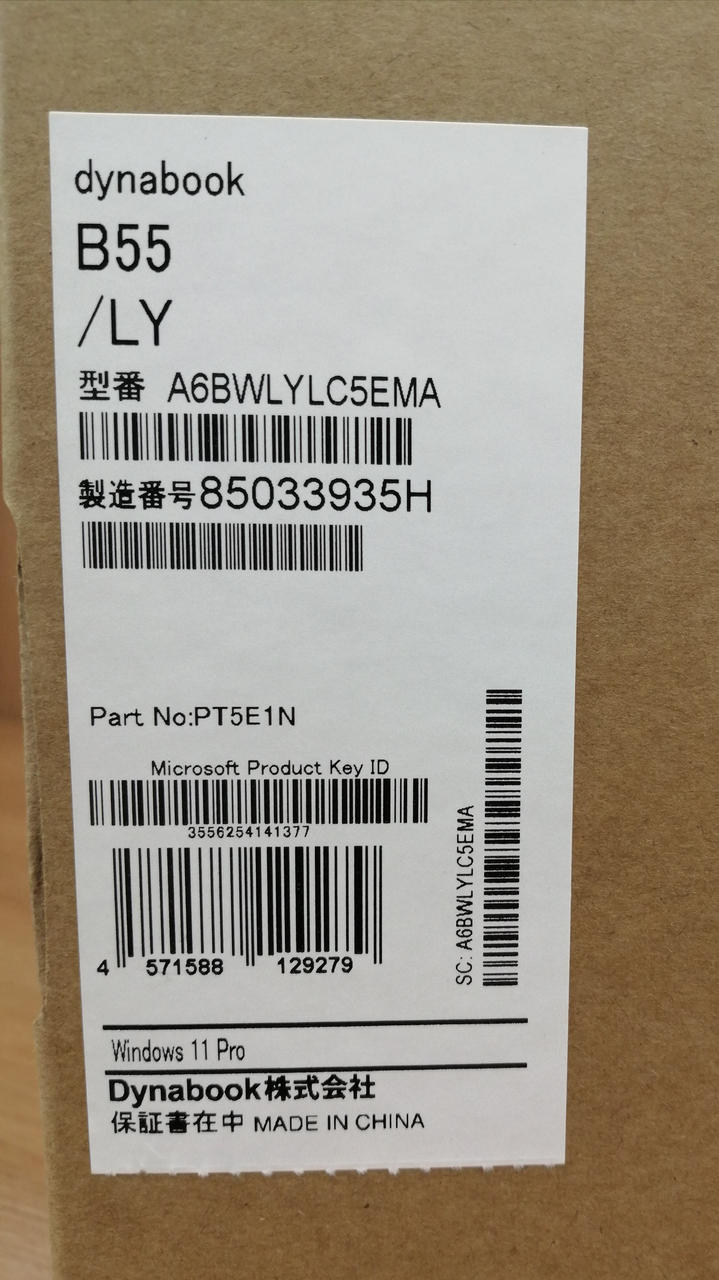 dynabook
B55
/LY
型番 A6BWLYLC5EMA
製造番号85033935H
Part No:PT5E1N
Microsoft Product Key ID
3556254141377
4 571588 129279
SC: A6BWLYLC5EMA
Windows 11 Pro
Dynabook株式会社
保証書在中 MADE IN CHINA